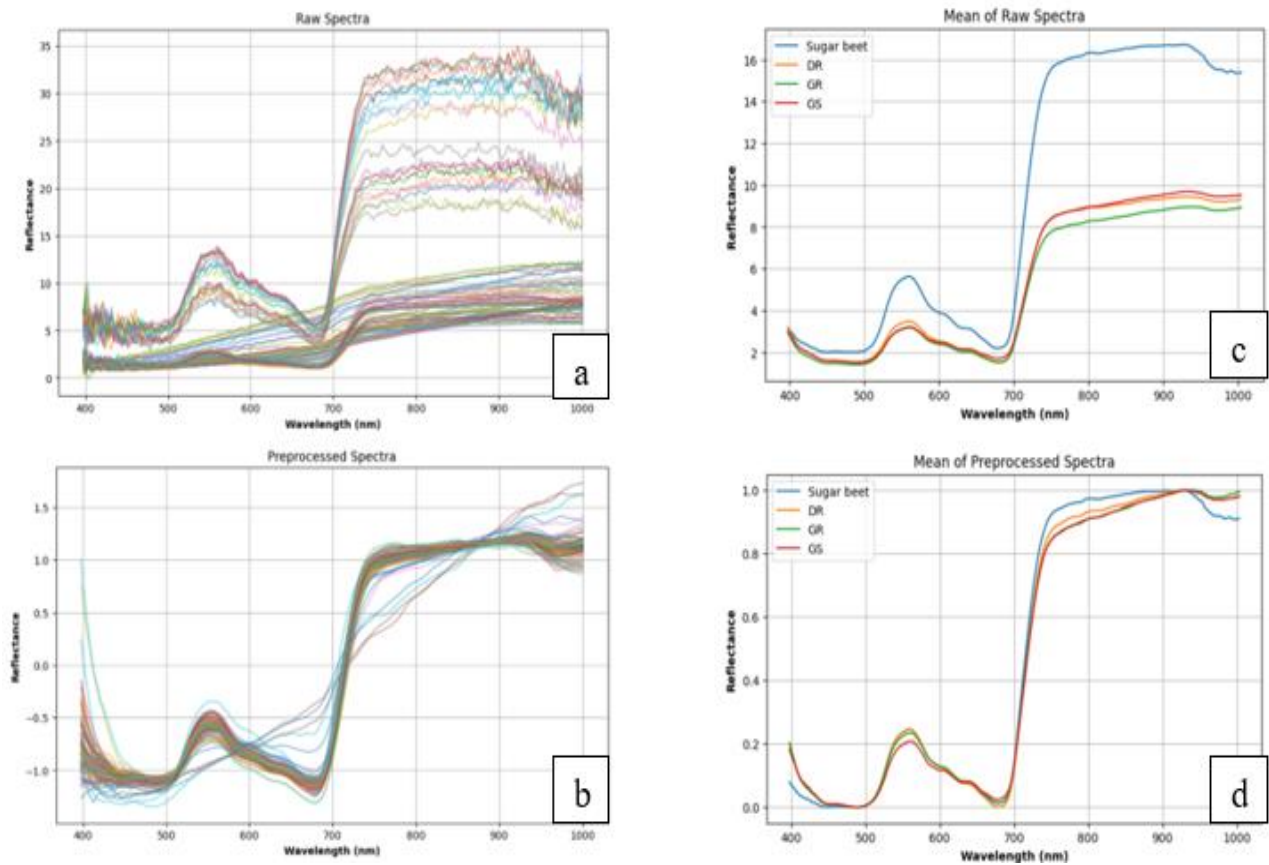 Raw Spectra
35
30
25
20
15
10
5
0
Reflectance
400 500 600 700 800 900 1000
Wavelength (nm)
a
Mean of Raw Spectra
Sugar beet
DR
GR
GS
16
14
12
10
8
6
4
2
Reflectance
400 500 600 700 800 900 1000
Wavelength (nm)
c
Preprocessed Spectra
1.5
1.0
0.5
0.0
−0.5
−1.0
Reflectance
400 500 600 700 800 900 1000
Wavelength (nm)
b
Mean of Preprocessed Spectra
Sugar beet
DR
GR
GS
1.0
0.8
0.6
0.4
0.2
0.0
Reflectance
400 500 600 700 800 900 1000
Wavelength (nm)
d